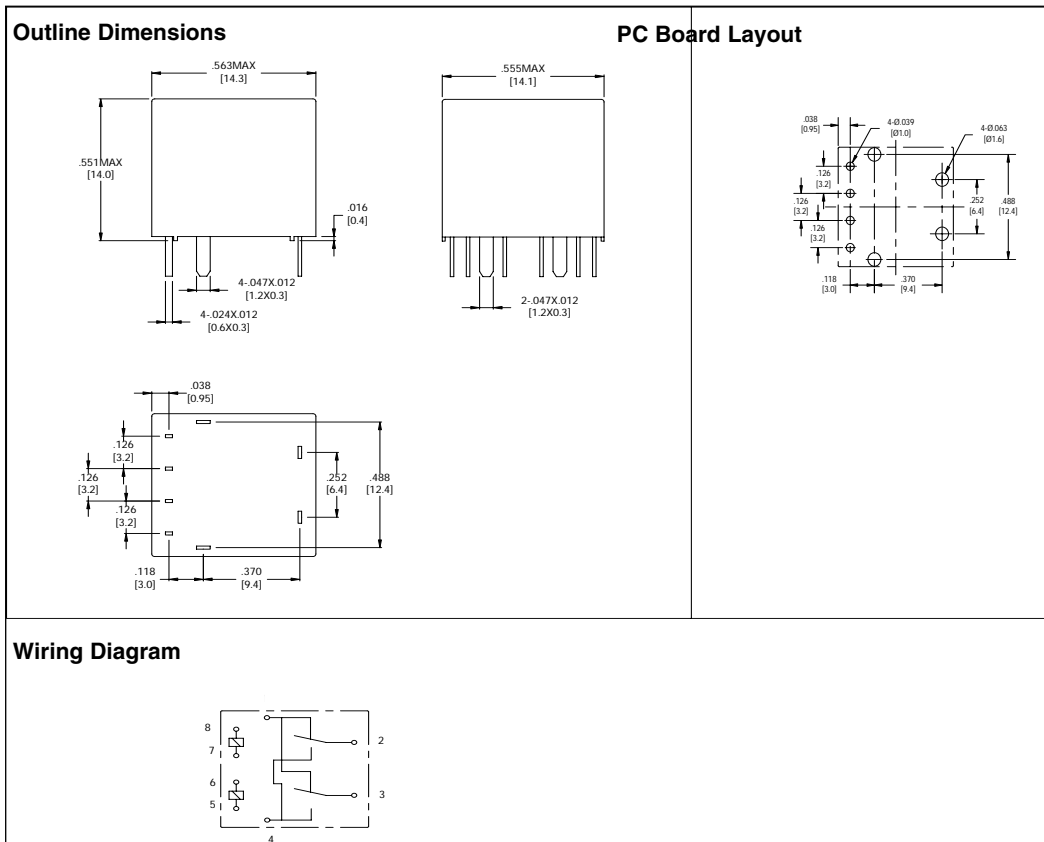 Outline Dimensions
PC Board Layout
.563MAX
[14.3]
.555MAX
[14.1]
.551MAX
[14.0]
.016
[0.4]
4-.047X.012
[1.2X0.3]
4-.024X.012
[0.6X0.3]
2-.047X.012
[1.2X0.3]
.038
[0.95]
4-Ø.039
[Ø1.0]
4-Ø.063
[Ø1.6]
.126
[3.2]
.126
[3.2]
.126
[3.2]
.252
[6.4]
.488
[12.4]
.118
[3.0]
.370
[9.4]
.038
[0.95]
.126
[3.2]
.126
[3.2]
.126
[3.2]
.252
[6.4]
.488
[12.4]
.118
[3.0]
.370
[9.4]
Wiring Diagram
8
7
2
6
5
3
4